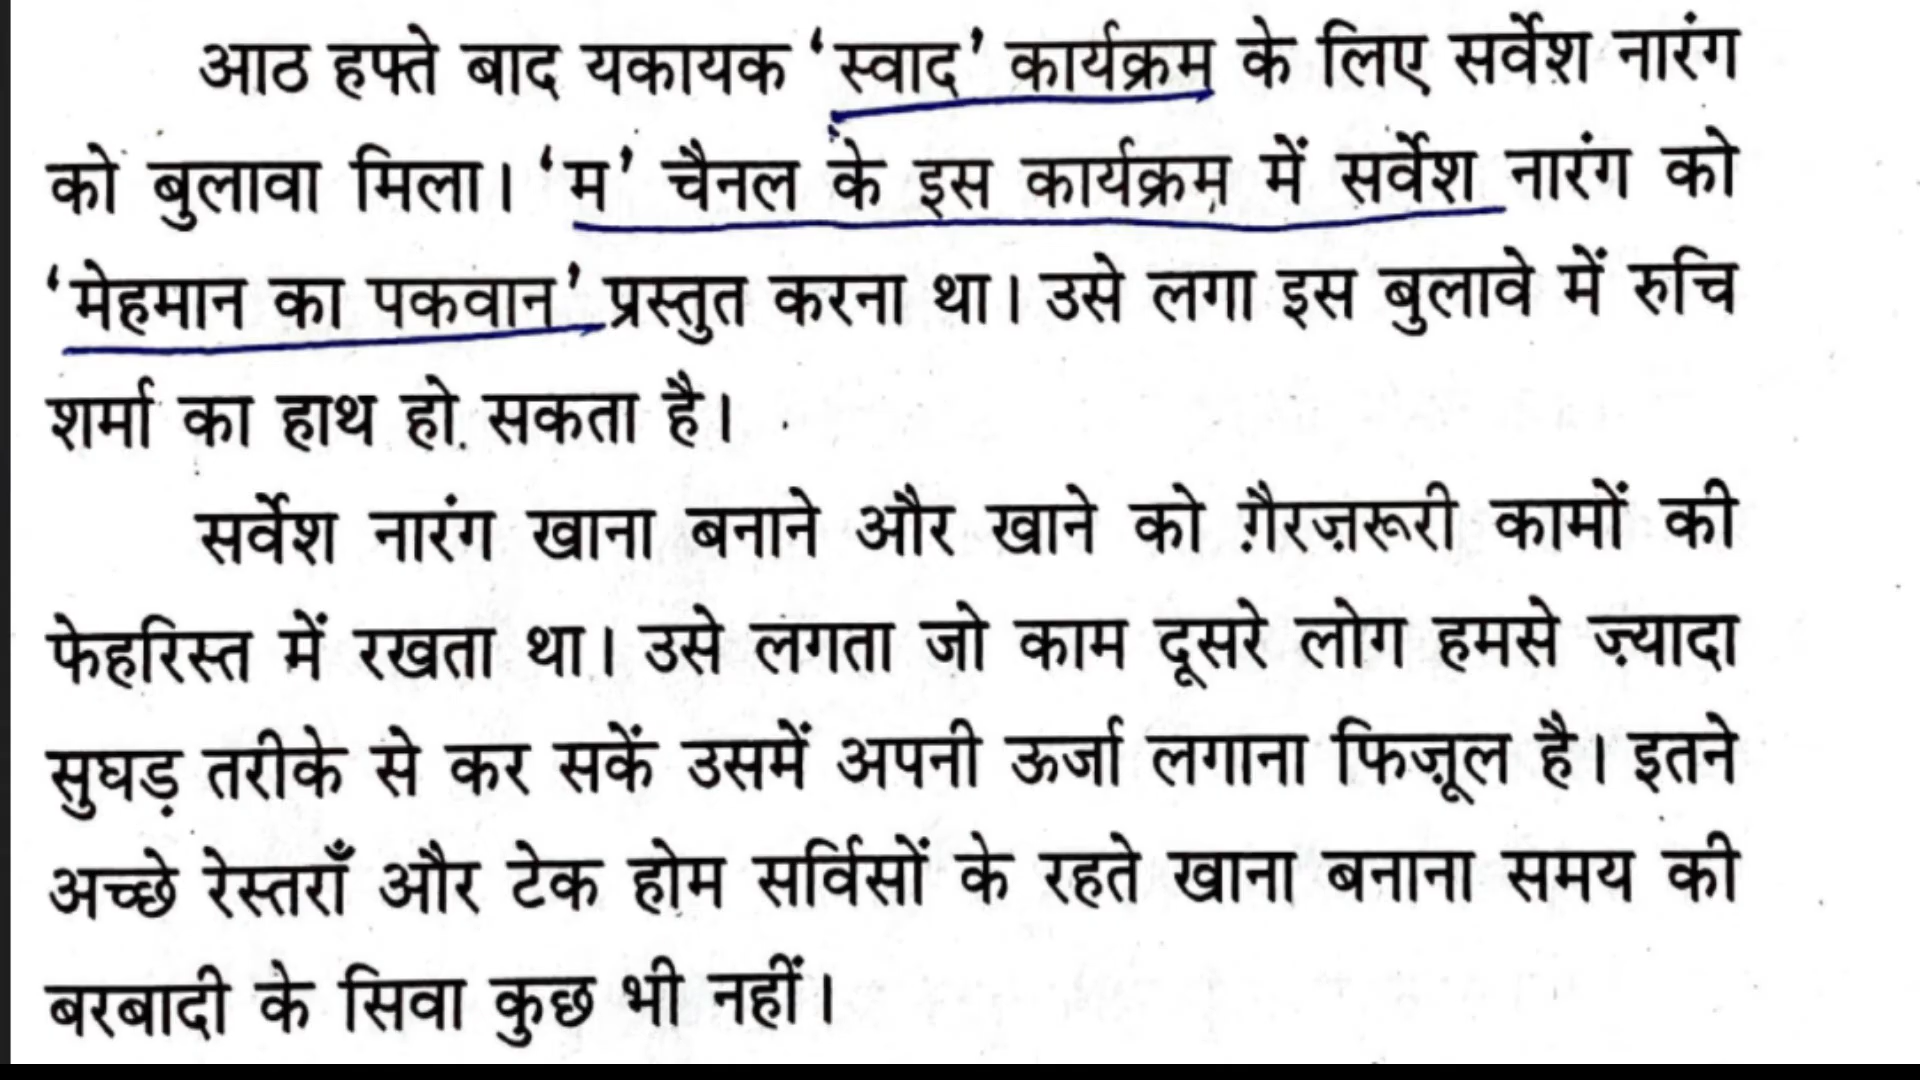 आठ हफ्ते बाद यकायक ‘स्वाद’ कार्यक्रम के लिए सर्वेश नारंग
को बुलावा मिला। ‘म’ चैनल के इस कार्यक्रम में सर्वेश नारंग को
‘मेहमान का पकवान’ प्रस्तुत करना था। उसे लगा इस बुलावे में रुचि
शर्मा का हाथ हो सकता है।
सर्वेश नारंग खाना बनाने और खाने को ग़ैरज़रूरी कामों की
फेहरिस्त में रखता था। उसे लगता जो काम दूसरे लोग हमसे ज़्यादा
सुघड़ तरीके से कर सकें उसमें अपनी ऊर्जा लगाना फिज़ूल है। इतने
अच्छे रेस्तराँ और टेक होम सर्विसों के रहते खाना बनाना समय की
बरबादी के सिवा कुछ भी नहीं।